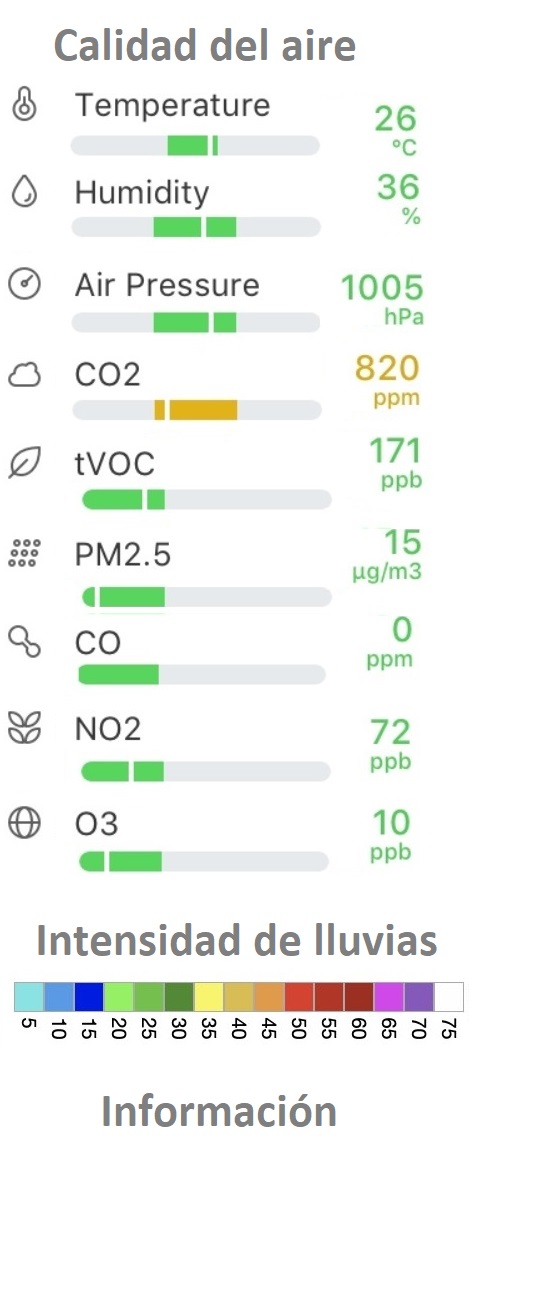 Calidad del aire
Temperature
26
°C
Humidity
36
%
Air Pressure
1005
hPa
CO2
820
ppm
tVOC
171
ppb
PM2.5
15
µg/m3
CO
0
ppm
NO2
72
ppb
O3
10
ppb
Intensidad de lluvias
5 10 15 20 25 30 35 40 45 50 55 60 65 70 75
Información